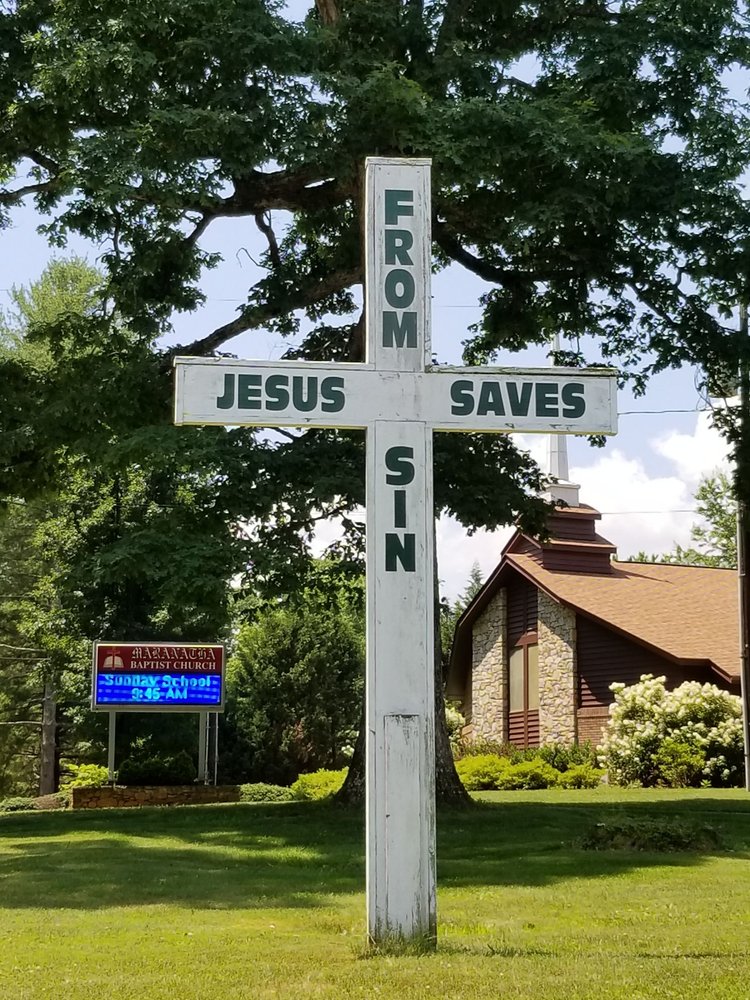 FROM
JESUS SAVES
SIN
MARANATHA
BAPTIST CHURCH
Sunday School
9:45 AM